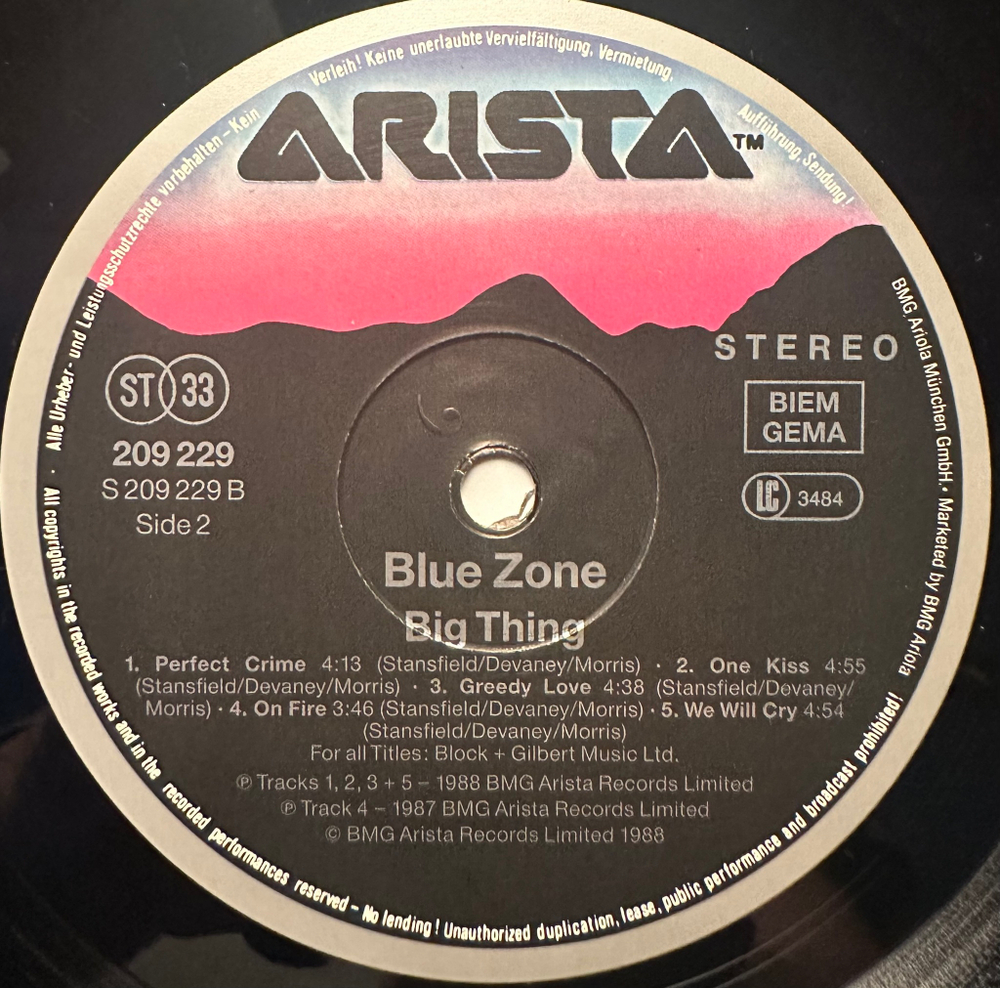 Alle Urheber- und Leistungsschutzrechte vorbehalten – Kein Verleih! Keine unerlaubte Vervielfältigung, Vermietung, Aufführung, Sendung!
ARISTA™
STEREO
ST 33
BIEM
GEMA
209 229
S 209 229 B
LC 3484
Side 2
Blue Zone
Big Thing
1. Perfect Crime 4:13 (Stansfield/Devaney/Morris) · 2. One Kiss 4:55
(Stansfield/Devaney/Morris) · 3. Greedy Love 4:38 (Stansfield/Devaney/
Morris) · 4. On Fire 3:46 (Stansfield/Devaney/Morris) · 5. We Will Cry 4:54
(Stansfield/Devaney/Morris)
For all Titles: Block + Gilbert Music Ltd.
℗ Tracks 1, 2, 3 + 5 – 1988 BMG Arista Records Limited
℗ Track 4 – 1987 BMG Arista Records Limited
© BMG Arista Records Limited 1988
BMG Ariola München GmbH. · Marketed by BMG Ariola
· All copyrights in the recorded works and in the recorded performances reserved – No lending! Unauthorized duplication, lease, public performance and broadcast prohibited!